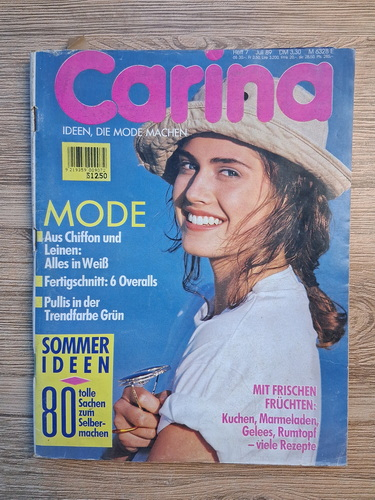 Heft 7 Juli 89 DM 3,30 M 6328 E
Carina
IDEEN, DIE MODE MACHEN
51250
MODE
Aus Chiffon und
Leinen:
Alles in Weiß
Fertigschnitt: 6 Overalls
Pullis in der
Trendfarbe Grün
SOMMER
IDEEN
80 tolle
Sachen
zum
Selber-
machen
MIT FRISCHEN
FRÜCHTEN:
Kuchen, Marmeladen,
Gelees, Rumtopf
– viele Rezepte